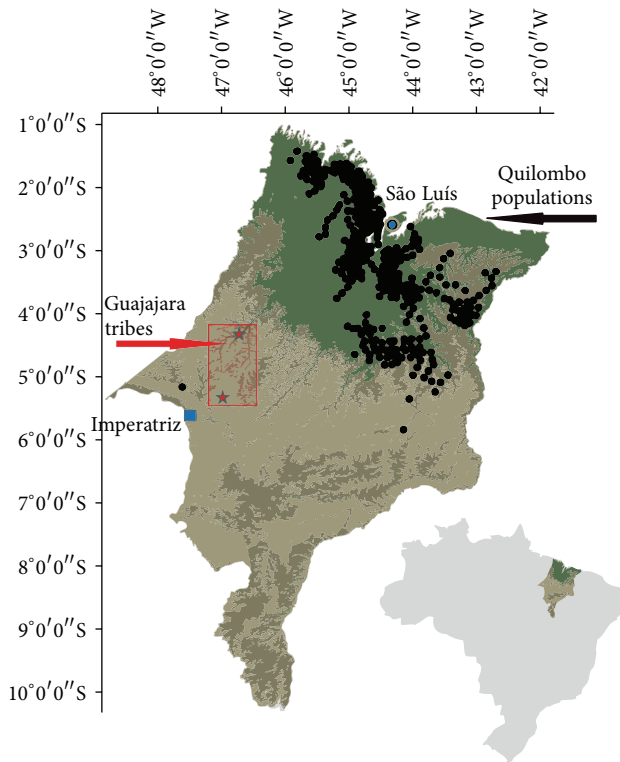 48°0′0″W
47°0′0″W
46°0′0″W
45°0′0″W
44°0′0″W
43°0′0″W
42°0′0″W
1°0′0″S
2°0′0″S
3°0′0″S
4°0′0″S
5°0′0″S
6°0′0″S
7°0′0″S
8°0′0″S
9°0′0″S
10°0′0″S
São Luís
Quilombo
populations
Guajajara
tribes
Imperatriz